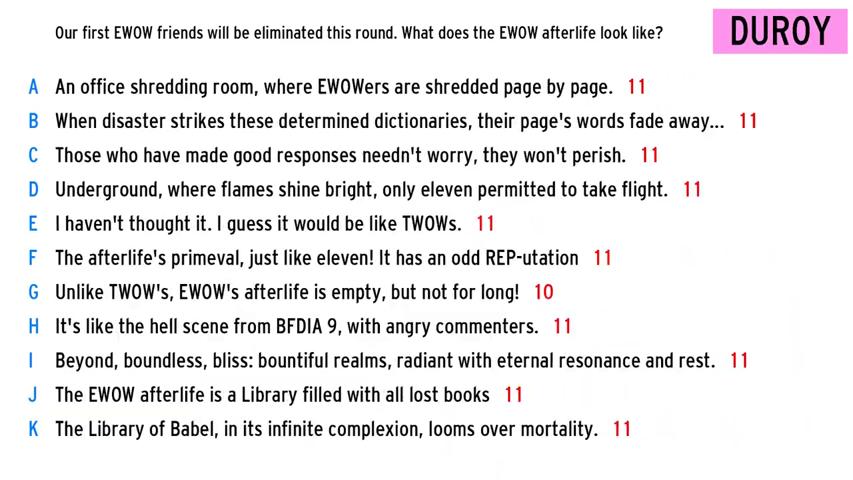 Our first EWOW friends will be eliminated this round. What does the EWOW afterlife look like?
DUROY
A An office shredding room, where EWOWers are shredded page by page. 11
B When disaster strikes these determined dictionaries, their page's words fade away... 11
C Those who have made good responses needn't worry, they won't perish. 11
D Underground, where flames shine bright, only eleven permitted to take flight. 11
E I haven't thought it. I guess it would be like TWOWs. 11
F The afterlife's primeval, just like eleven! It has an odd REP-utation 11
G Unlike TWOW's, EWOW's afterlife is empty, but not for long! 10
H It's like the hell scene from BFDIA 9, with angry commenters. 11
I Beyond, boundless, bliss: bountiful realms, radiant with eternal resonance and rest. 11
J The EWOW afterlife is a Library filled with all lost books 11
K The Library of Babel, in its infinite complexion, looms over mortality. 11